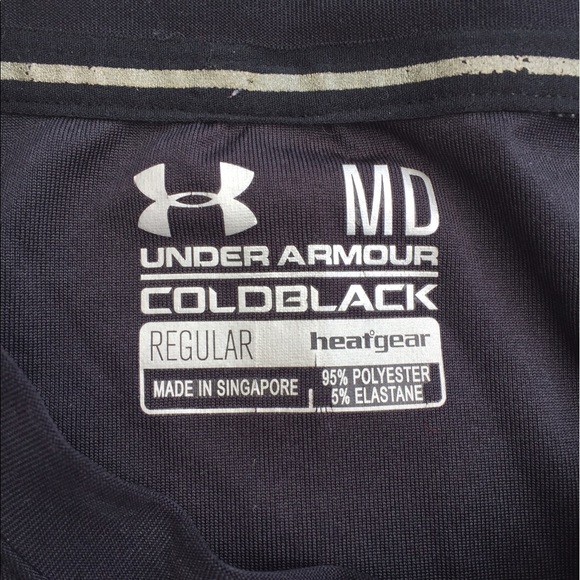 MD
UNDER ARMOUR
COLDBLACK
REGULAR heatgear
MADE IN SINGAPORE 95% POLYESTER
5% ELASTANE